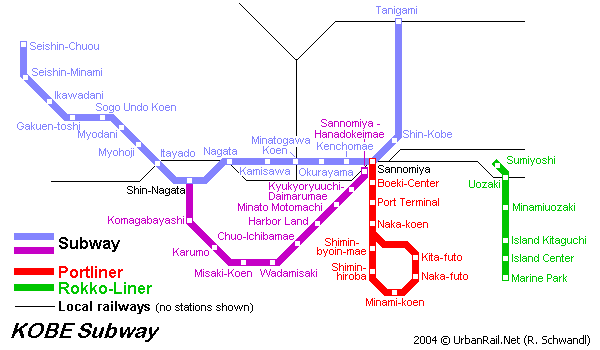 Tanigami
Seishin-Chuou
Seishin-Minami
Ikawadani
Sogo Undo Koen
Gakuen-toshi
Myodani
Myohoji
Itayado
Nagata
Minatogawa
Koen
Kenchomae
Sannomiya -
Hanadokeimae
Shin-Kobe
Kamisawa
Okurayama
Sannomiya
Sumiyoshi
Uozaki
Shin-Nagata
Kyukyoryuuchi-
Daimarumae
Boeki-Center
Minato Motomachi
Port Terminal
Minamiuozaki
Komagabayashi
Harbor Land
Naka-koen
Chuo-Ichibamae
Karumo
Shimin-
byoin-mae
Kita-futo
Island Kitaguchi
Island Center
Misaki-Koen
Wadamisaki
Shimin-
hiroba
Naka-futo
Marine Park
Minami-koen
Subway
Portliner
Rokko-Liner
Local railways (no stations shown)
KOBE Subway
2004 © UrbanRail.Net (R. Schwandl)